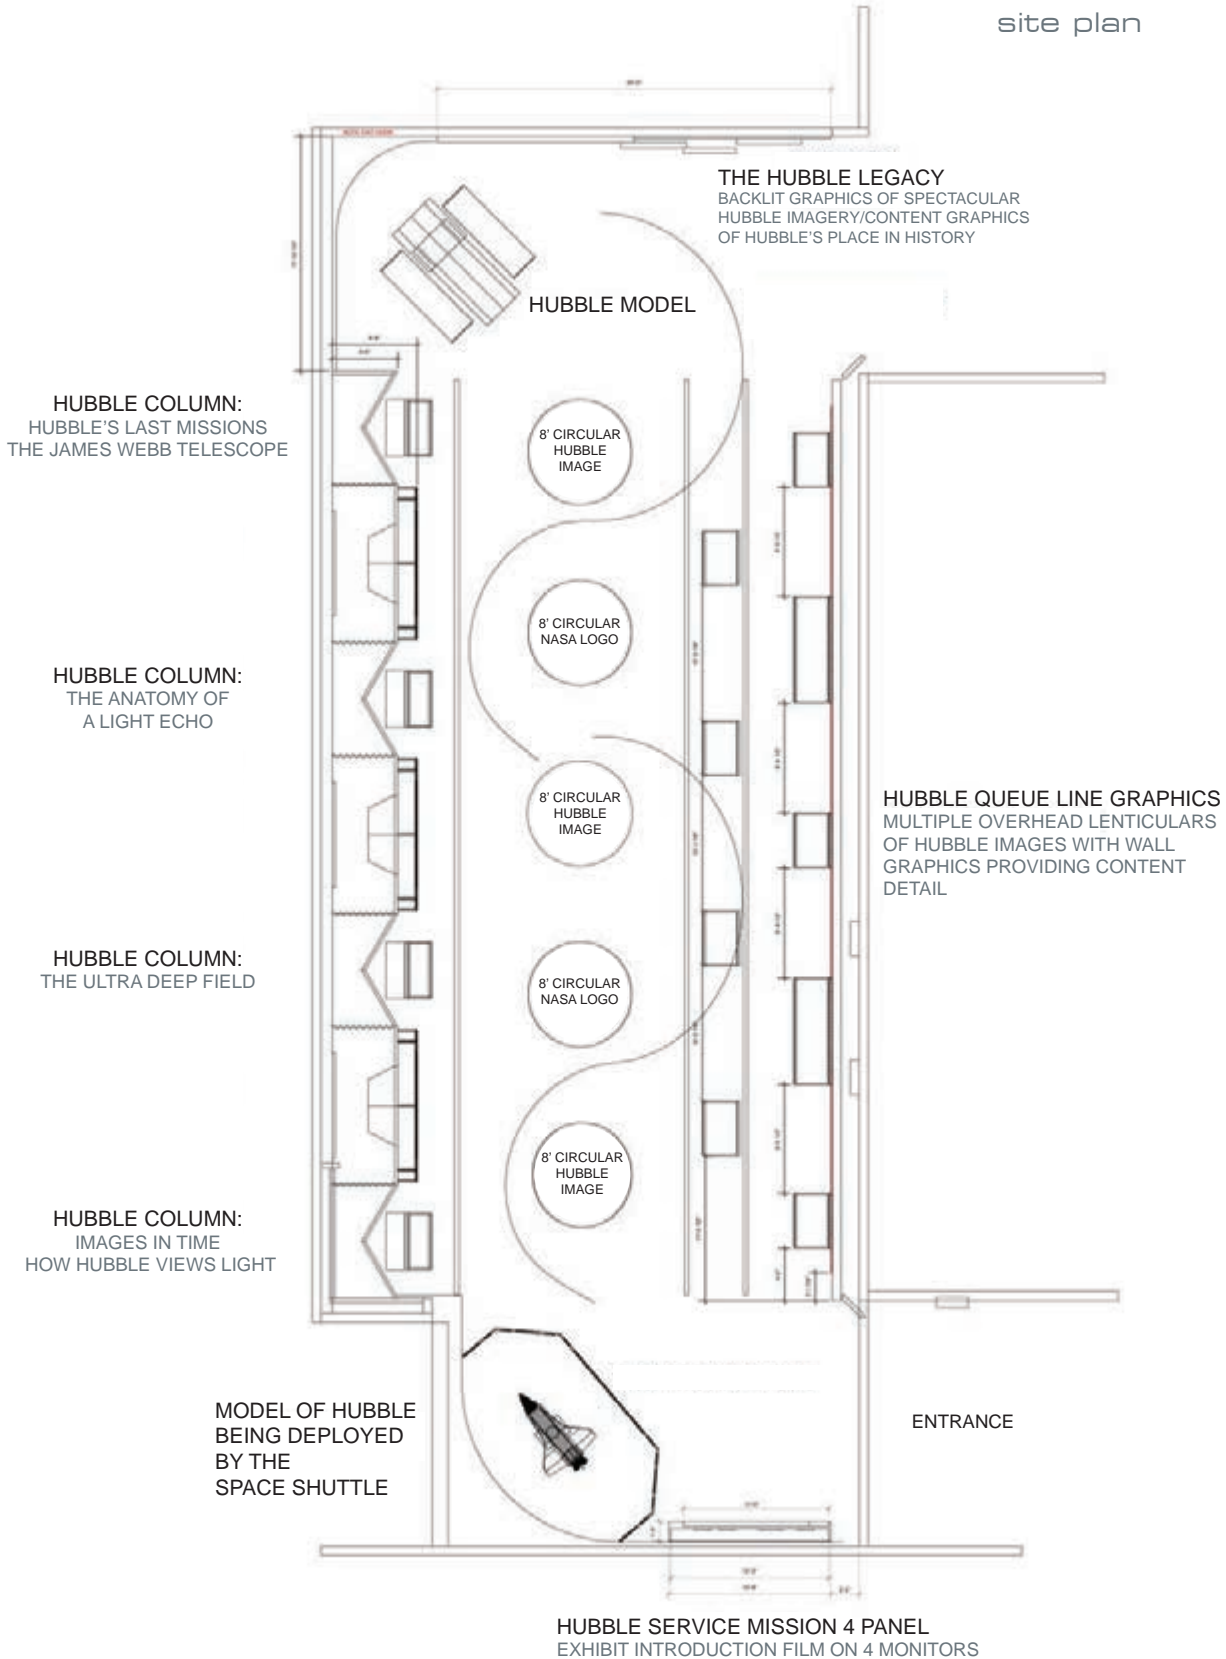 site plan
THE HUBBLE LEGACY
BACKLIT GRAPHICS OF SPECTACULAR
HUBBLE IMAGERY/CONTENT GRAPHICS
OF HUBBLE'S PLACE IN HISTORY
HUBBLE MODEL
HUBBLE COLUMN:
HUBBLE'S LAST MISSIONS
THE JAMES WEBB TELESCOPE
8' CIRCULAR
HUBBLE
IMAGE
8' CIRCULAR
NASA LOGO
HUBBLE COLUMN:
THE ANATOMY OF
A LIGHT ECHO
8' CIRCULAR
HUBBLE
IMAGE
HUBBLE QUEUE LINE GRAPHICS
MULTIPLE OVERHEAD LENTICULARS
OF HUBBLE IMAGES WITH WALL
GRAPHICS PROVIDING CONTENT
DETAIL
HUBBLE COLUMN:
THE ULTRA DEEP FIELD
8' CIRCULAR
NASA LOGO
8' CIRCULAR
HUBBLE
IMAGE
HUBBLE COLUMN:
IMAGES IN TIME
HOW HUBBLE VIEWS LIGHT
MODEL OF HUBBLE
BEING DEPLOYED
BY THE
SPACE SHUTTLE
ENTRANCE
HUBBLE SERVICE MISSION 4 PANEL
EXHIBIT INTRODUCTION FILM ON 4 MONITORS